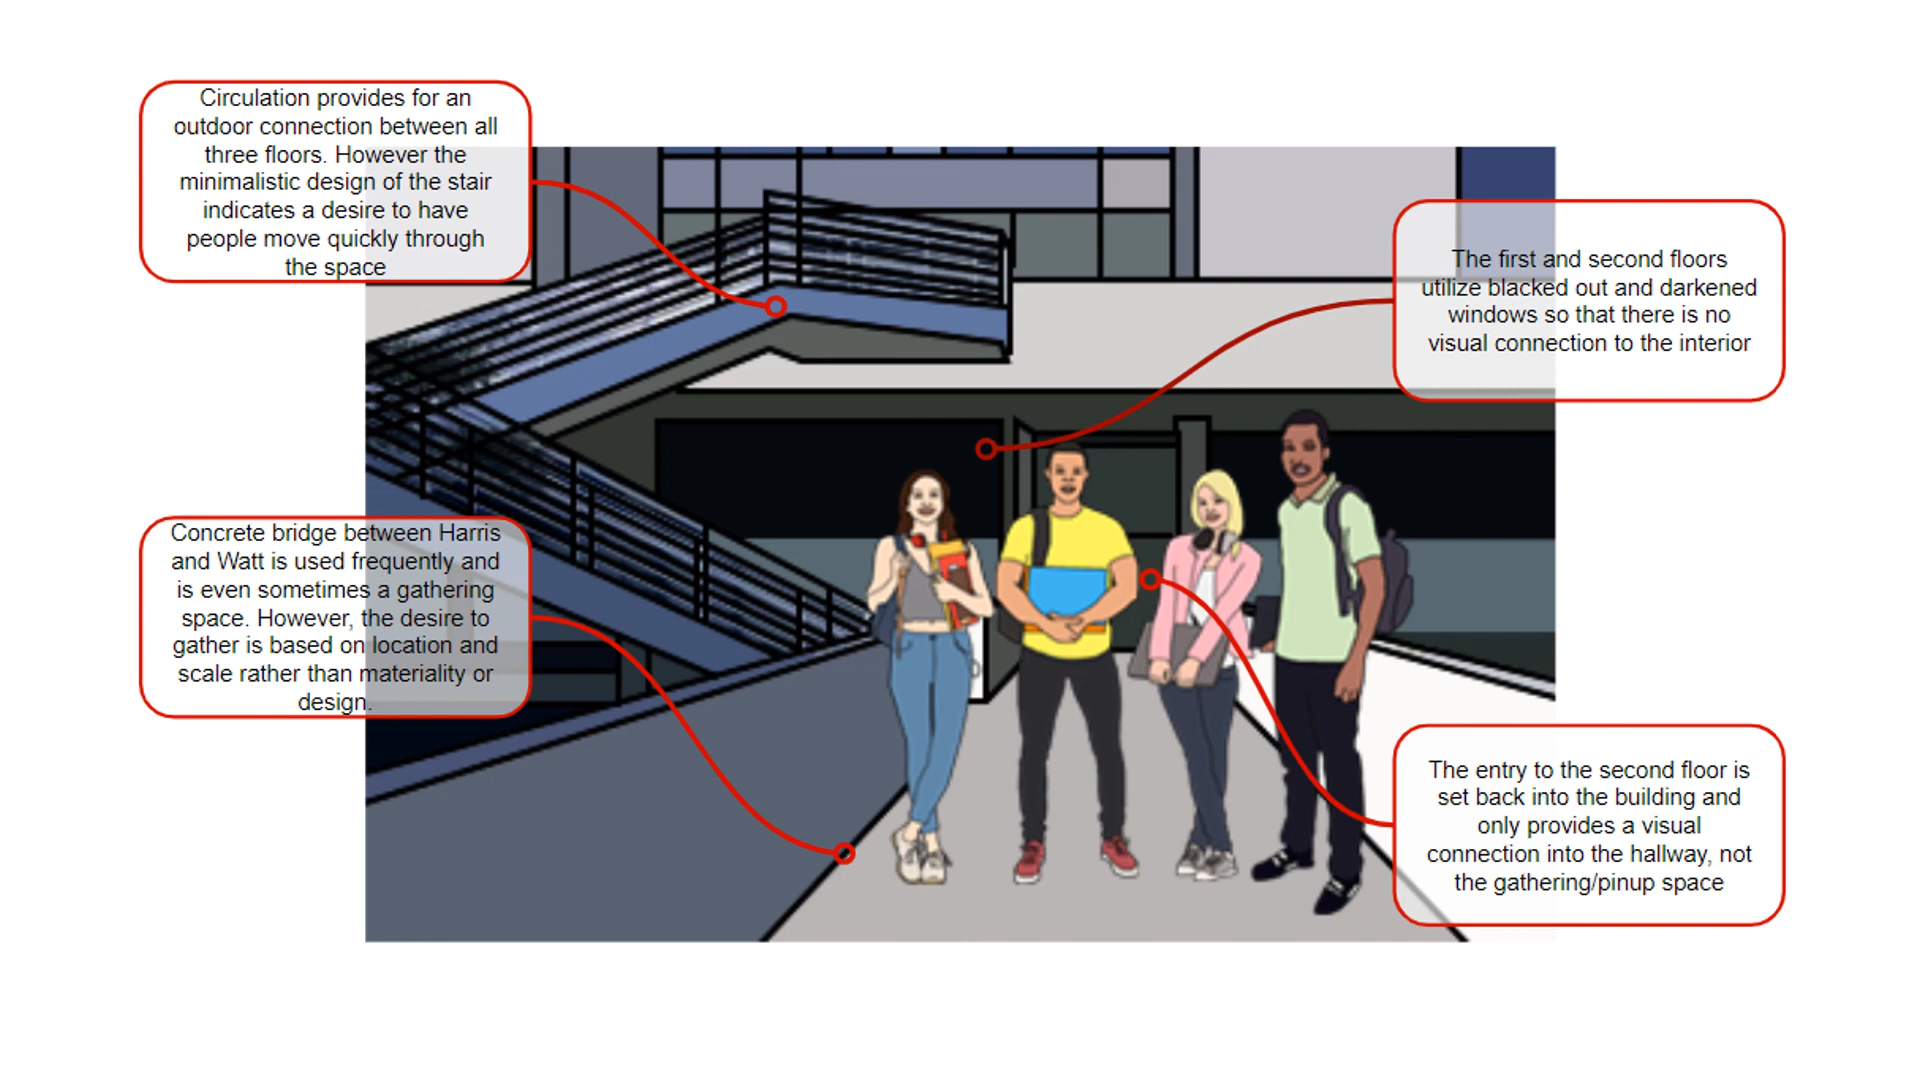 Circulation provides for an
outdoor connection between all
three floors. However the
minimalistic design of the stair
indicates a desire to have
people move quickly through
the space
The first and second floors
utilize blacked out and darkened
windows so that there is no
visual connection to the interior
Concrete bridge between Harris
and Watt is used frequently and
is even sometimes a gathering
space. However, the desire to
gather is based on location and
scale rather than materiality or
design.
The entry to the second floor is
set back into the building and
only provides a visual
connection into the hallway, not
the gathering/pinup space